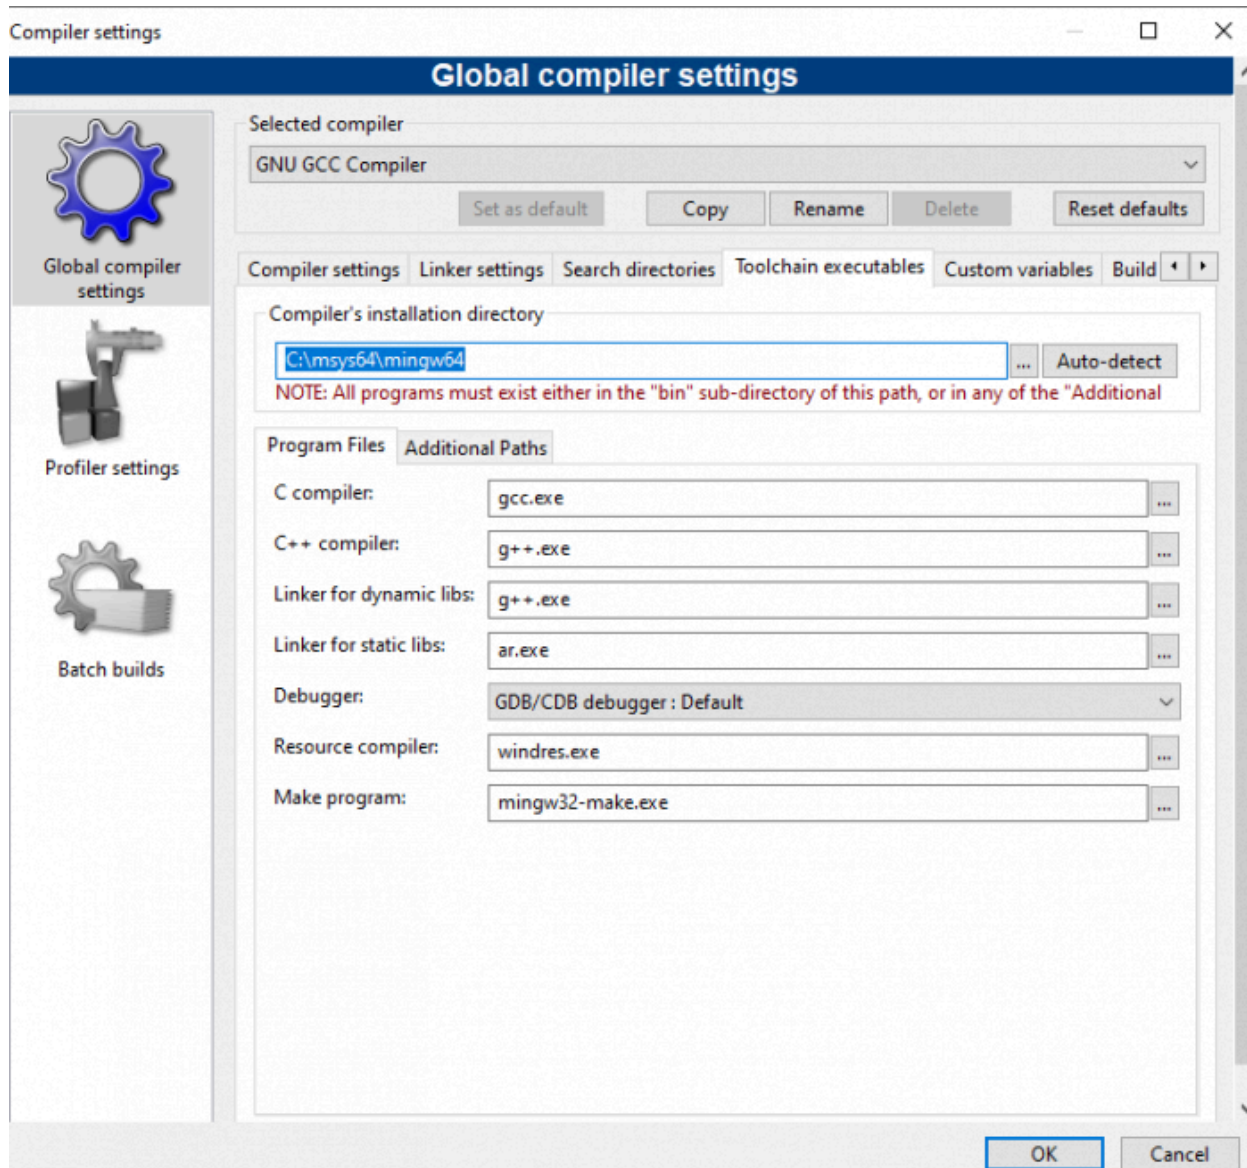 Compiler settings
Global compiler settings
Global compiler
settings
Profiler settings
Batch builds
Selected compiler
GNU GCC Compiler
Set as default
Copy
Rename
Delete
Reset defaults
Compiler settings
Linker settings
Search directories
Toolchain executables
Custom variables
Build
Compiler's installation directory
C:\msys64\mingw64
...
Auto-detect
NOTE: All programs must exist either in the "bin" sub-directory of this path, or in any of the "Additional
Program Files
Additional Paths
C compiler:
gcc.exe
...
C++ compiler:
g++.exe
...
Linker for dynamic libs:
g++.exe
...
Linker for static libs:
ar.exe
...
Debugger:
GDB/CDB debugger : Default
Resource compiler:
windres.exe
...
Make program:
mingw32-make.exe
...
OK
Cancel